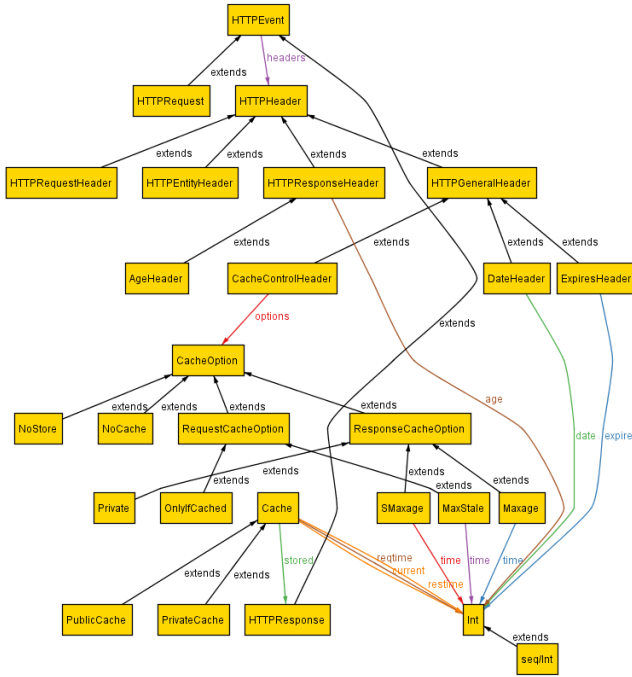 HTTPEvent
headers
extends
HTTPRequest
HTTPHeader
extends
extends
extends
extends
HTTPRequestHeader
HTTPEntityHeader
HTTPResponseHeader
HTTPGeneralHeader
extends
extends
extends
extends
AgeHeader
CacheControlHeader
DateHeader
ExpiresHeader
options
extends
CacheOption
age
extends
extends
extends
extends
NoStore
NoCache
RequestCacheOption
ResponseCacheOption
date
expire
extends
extends
extends
extends
extends
Private
OnlyIfCached
Cache
SMaxage
MaxStale
Maxage
stored
reqtime
current
restime
time
time
time
extends
extends
PublicCache
PrivateCache
HTTPResponse
Int
extends
seq/Int